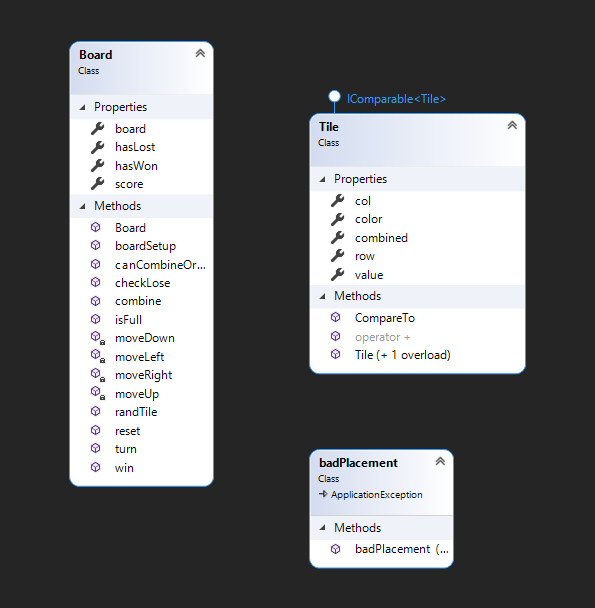 Board
Class
Properties
board
hasLost
hasWon
score
Methods
Board
boardSetup
canCombineOr...
checkLose
combine
isFull
moveDown
moveLeft
moveRight
moveUp
randTile
reset
turn
win
IComparable<Tile>
Tile
Class
Properties
col
color
combined
row
value
Methods
CompareTo
operator +
Tile (+ 1 overload)
badPlacement
Class
ApplicationException
Methods
badPlacement (...